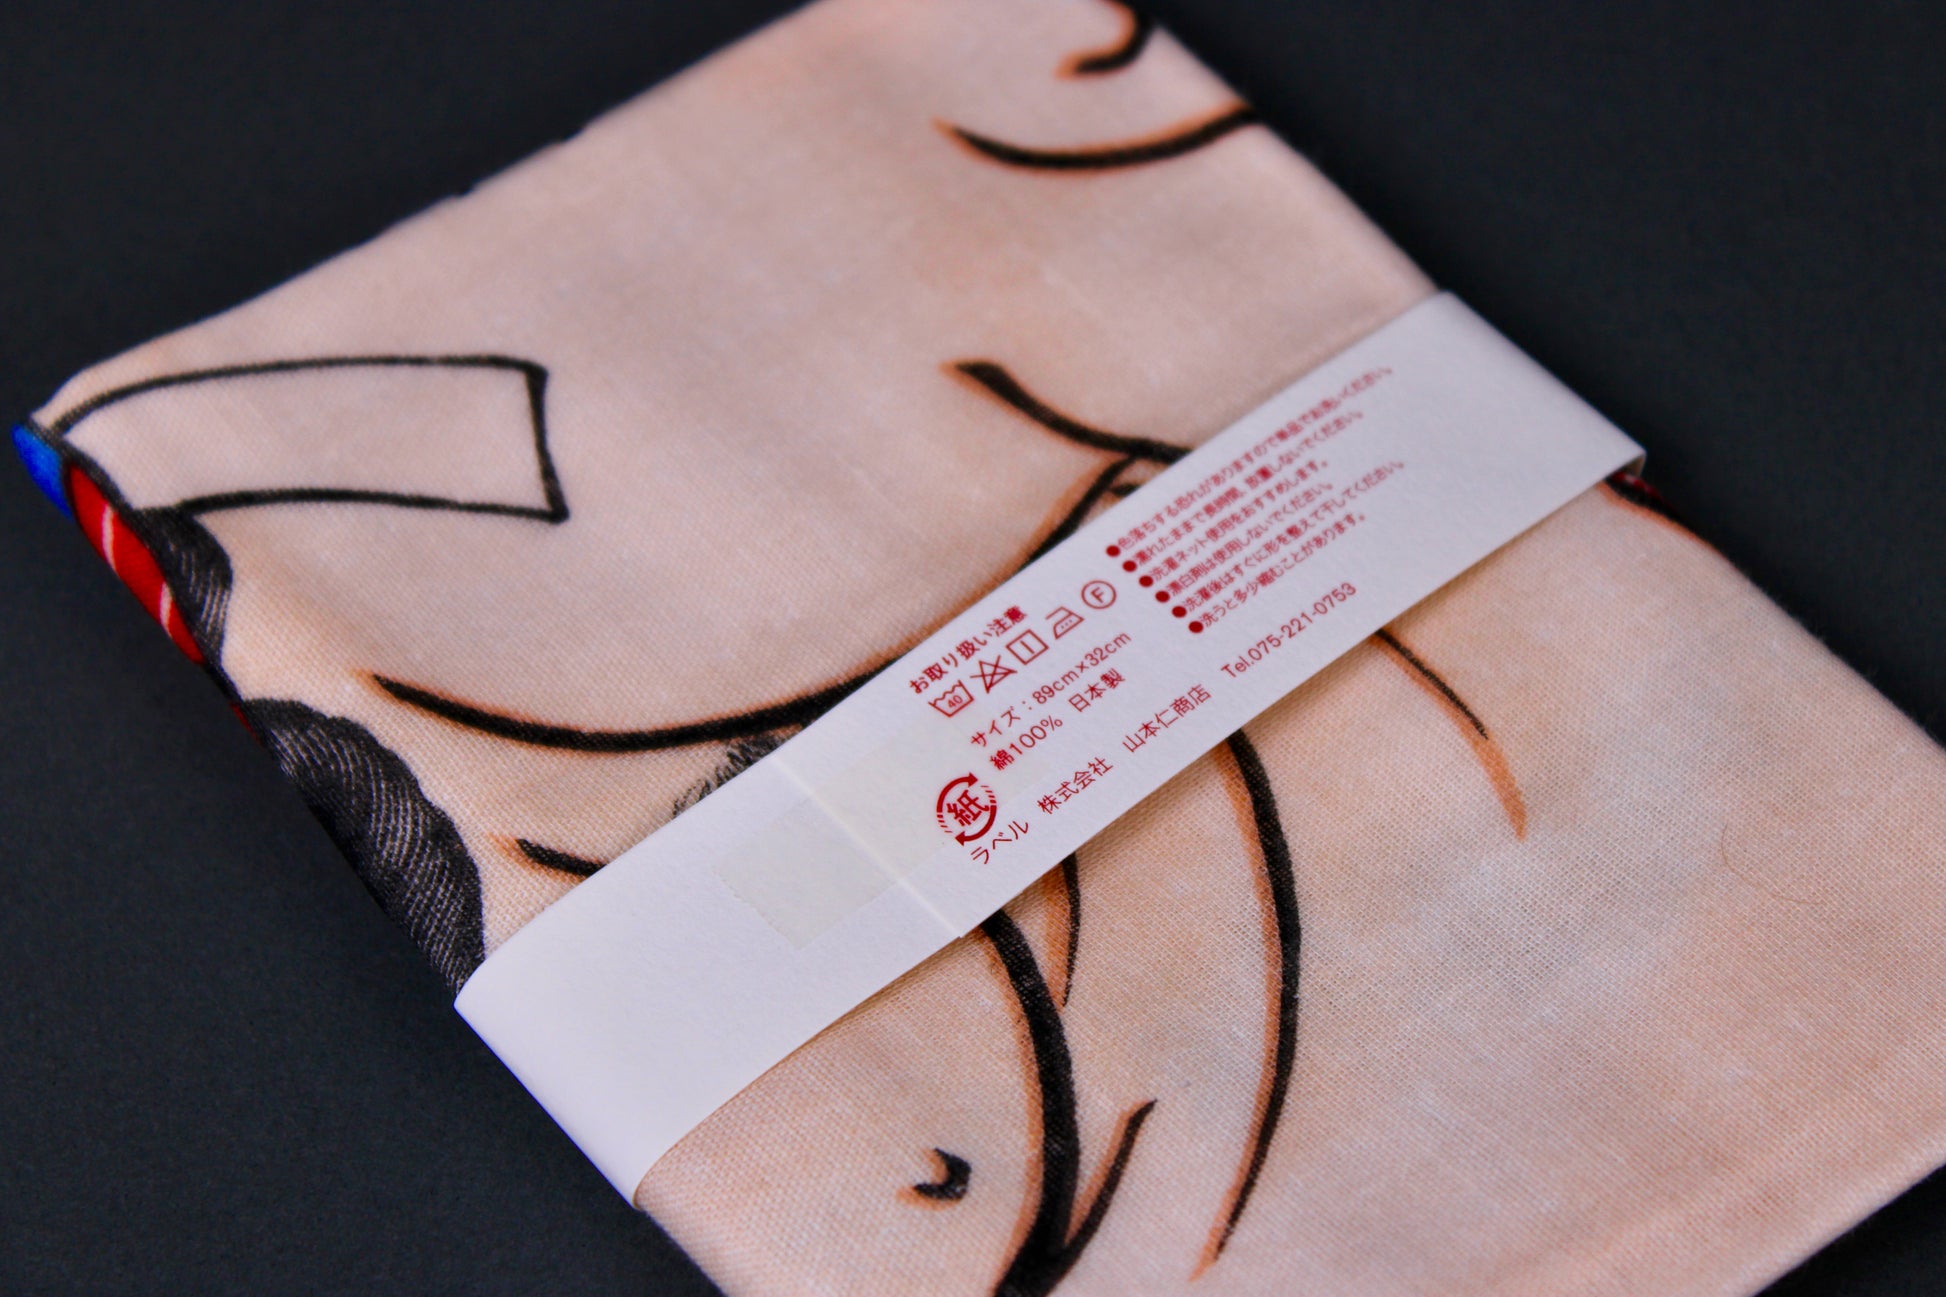 お取り扱い注意
40
F
サイズ：89cm×32cm
綿100% 日本製
紙
ラベル 株式会社 山本仁商店 Tel.075-221-0753
●色落ちする恐れがありますので単品でお洗いください。
●濡れたままで長時間、放置しないでください。
●洗濯ネット使用をおすすめします。
●漂白剤は使用しないでください。
●洗濯後はすぐに形を整えて干してください。
●洗うと多少縮むことがあります。